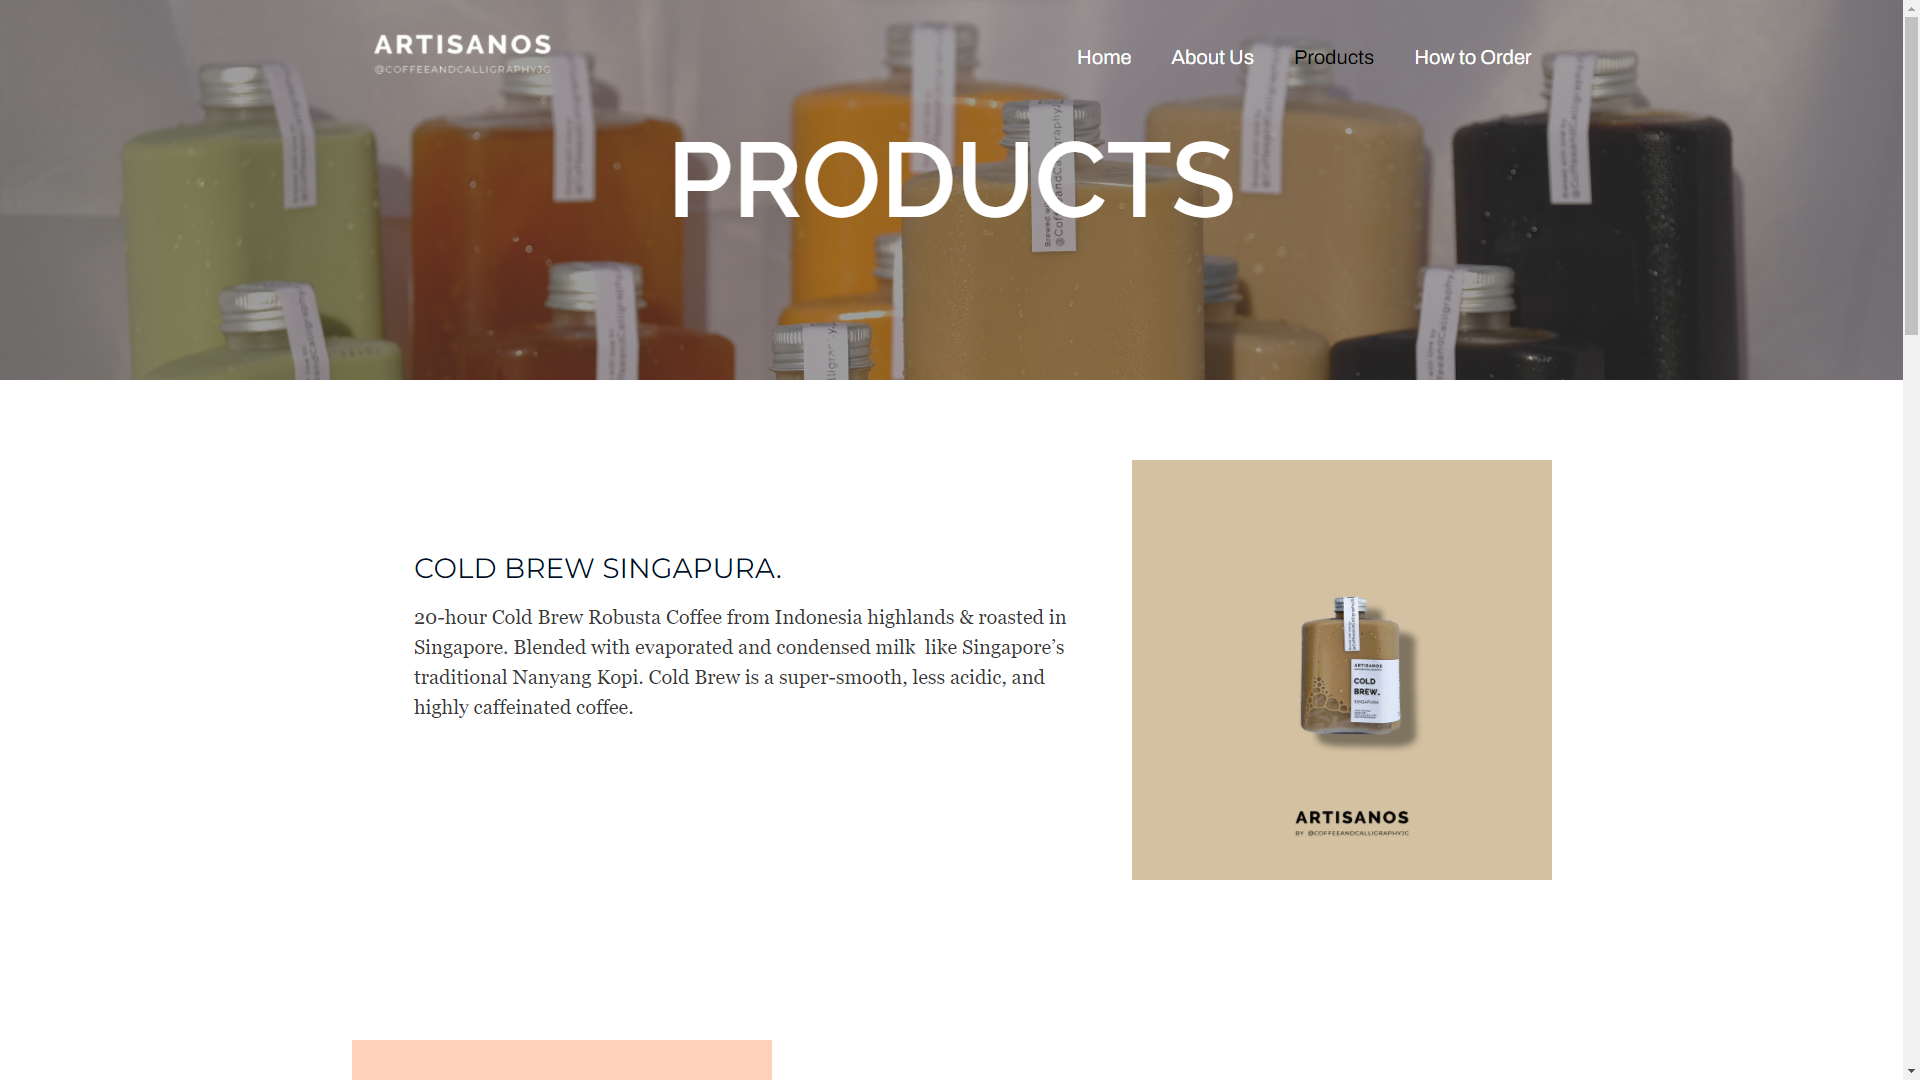 ARTISANOS
@COFFEEANDCALLIGRAPHYJG
Home
About Us
Products
How to Order
PRODUCTS
COLD BREW SINGAPURA.
20-hour Cold Brew Robusta Coffee from Indonesia highlands & roasted in
Singapore. Blended with evaporated and condensed milk  like Singapore’s
traditional Nanyang Kopi. Cold Brew is a super-smooth, less acidic, and
highly caffeinated coffee.
ARTISANOS
COLD
BREW.
SINGAPURA
ARTISANOS
BY @COFFEEANDCALLIGRAPHYJG